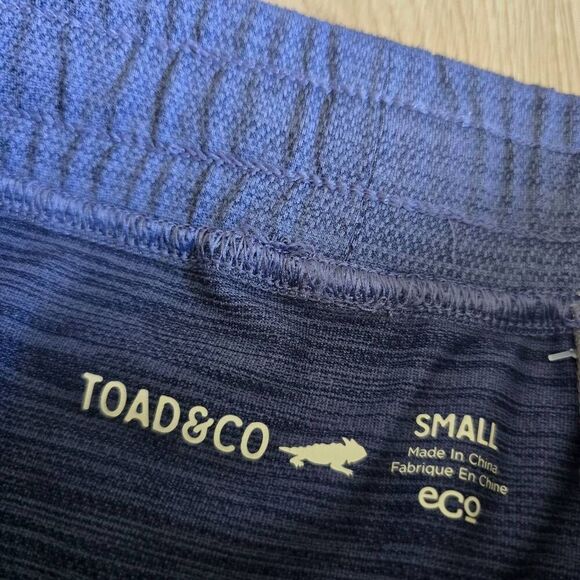 TOAD&CO
SMALL
Made In China
Fabrique En Chine
eco